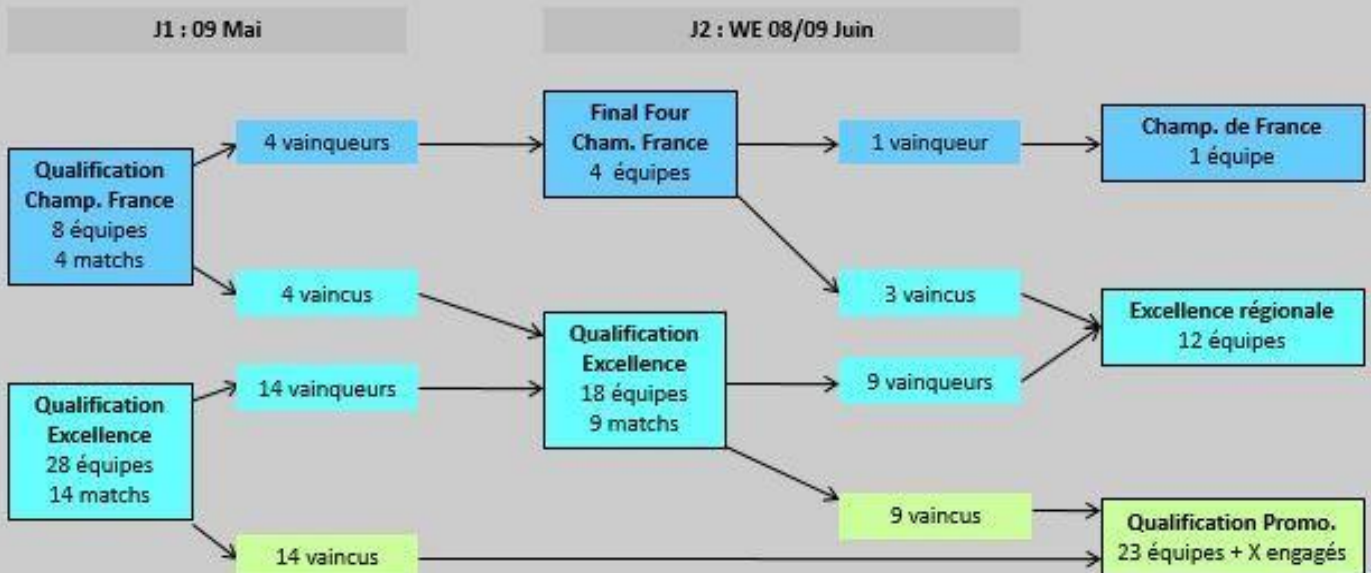 J1 : 09 Mai
J2 : WE 08/09 Juin
Qualification
Champ. France
8 équipes
4 matchs
4 vainqueurs
4 vaincus
Final Four
Cham. France
4 équipes
1 vainqueur
Champ. de France
1 équipe
3 vaincus
Excellence régionale
12 équipes
Qualification
Excellence
28 équipes
14 matchs
14 vainqueurs
14 vaincus
Qualification
Excellence
18 équipes
9 matchs
9 vainqueurs
9 vaincus
Qualification Promo.
23 équipes + X engagés